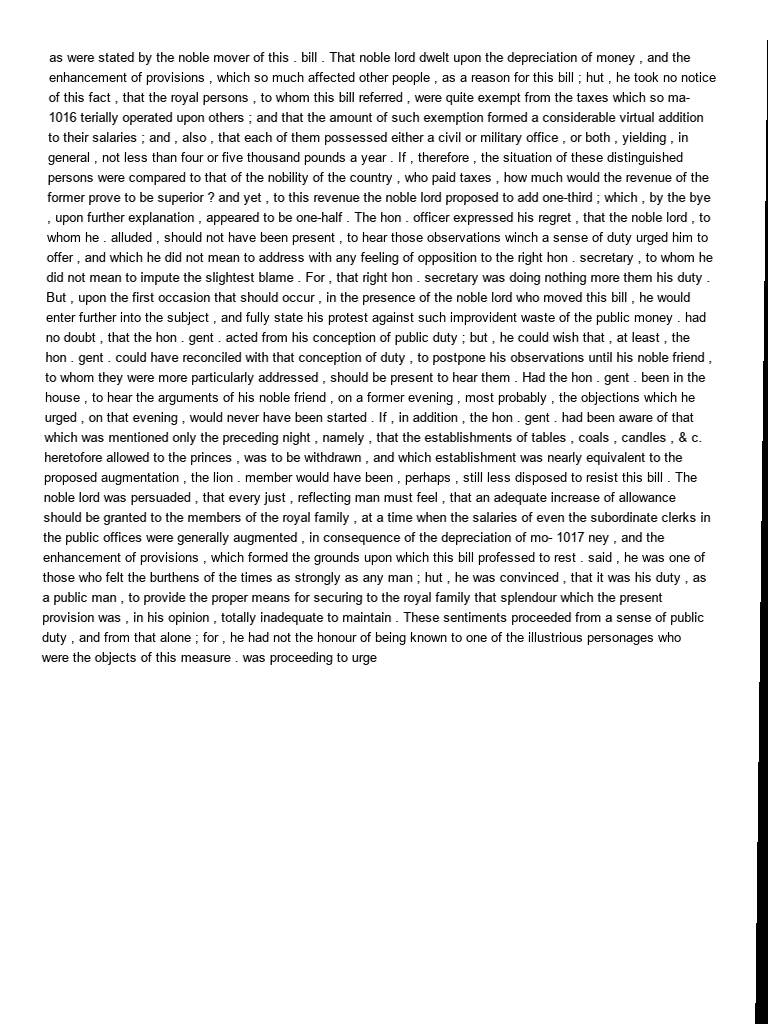 as were stated by the noble mover of this . bill . That noble lord dwelt upon the depreciation of money , and the
enhancement of provisions , which so much affected other people , as a reason for this bill ; hut , he took no notice
of this fact , that the royal persons , to whom this bill referred , were quite exempt from the taxes which so ma-
1016 terially operated upon others ; and that the amount of such exemption formed a considerable virtual addition
to their salaries ; and , also , that each of them possessed either a civil or military office , or both , yielding , in
general , not less than four or five thousand pounds a year . If , therefore , the situation of these distinguished
persons were compared to that of the nobility of the country , who paid taxes , how much would the revenue of the
former prove to be superior ? and yet , to this revenue the noble lord proposed to add one-third ; which , by the bye
, upon further explanation , appeared to be one-half . The hon . officer expressed his regret , that the noble lord , to
whom he . alluded , should not have been present , to hear those observations winch a sense of duty urged him to
offer , and which he did not mean to address with any feeling of opposition to the right hon . secretary , to whom he
did not mean to impute the slightest blame . For , that right hon . secretary was doing nothing more them his duty .
But , upon the first occasion that should occur , in the presence of the noble lord who moved this bill , he would
enter further into the subject , and fully state his protest against such improvident waste of the public money . had
no doubt , that the hon . gent . acted from his conception of public duty ; but , he could wish that , at least , the
hon . gent . could have reconciled with that conception of duty , to postpone his observations until his noble friend ,
to whom they were more particularly addressed , should be present to hear them . Had the hon . gent . been in the
house , to hear the arguments of his noble friend , on a former evening , most probably , the objections which he
urged , on that evening , would never have been started . If , in addition , the hon . gent . had been aware of that
which was mentioned only the preceding night , namely , that the establishments of tables , coals , candles , & c.
heretofore allowed to the princes , was to be withdrawn , and which establishment was nearly equivalent to the
proposed augmentation , the lion . member would have been , perhaps , still less disposed to resist this bill . The
noble lord was persuaded , that every just , reflecting man must feel , that an adequate increase of allowance
should be granted to the members of the royal family , at a time when the salaries of even the subordinate clerks in
the public offices were generally augmented , in consequence of the depreciation of mo- 1017 ney , and the
enhancement of provisions , which formed the grounds upon which this bill professed to rest . said , he was one of
those who felt the burthens of the times as strongly as any man ; hut , he was convinced , that it was his duty , as
a public man , to provide the proper means for securing to the royal family that splendour which the present
provision was , in his opinion , totally inadequate to maintain . These sentiments proceeded from a sense of public
duty , and from that alone ; for , he had not the honour of being known to one of the illustrious personages who
were the objects of this measure . was proceeding to urge